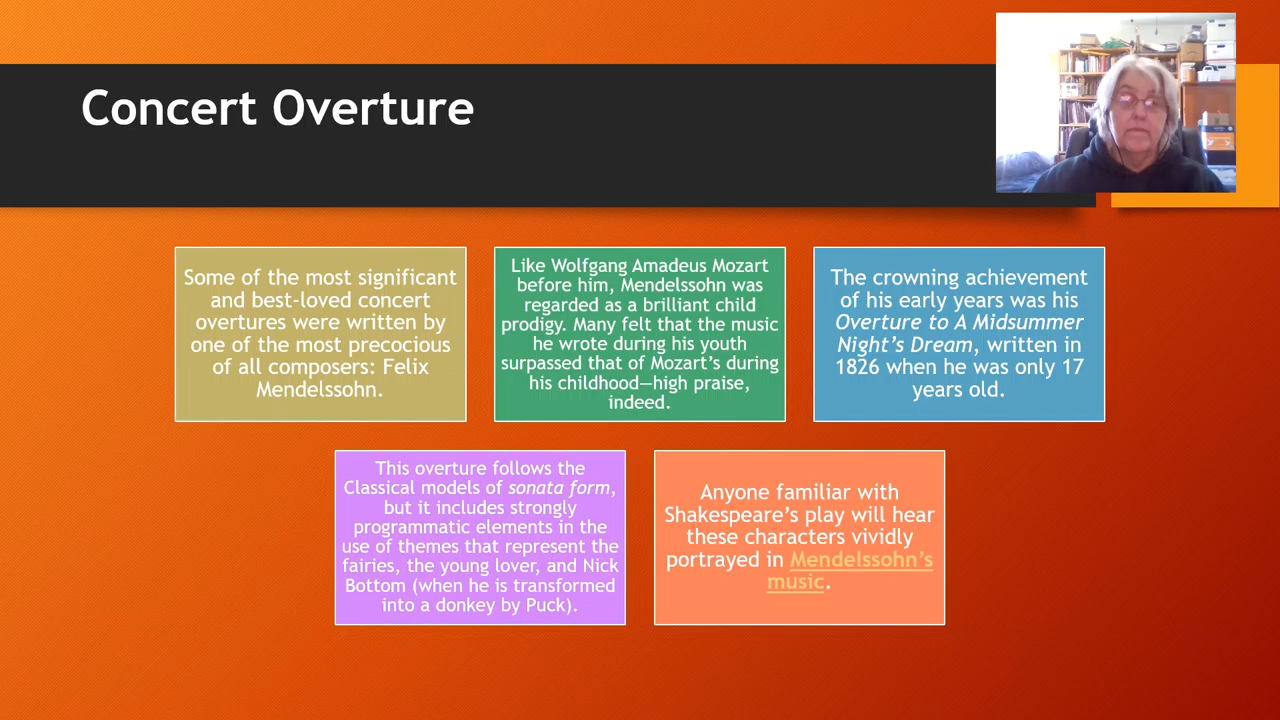 Concert Overture
Some of the most significant
and best-loved concert
overtures were written by
one of the most precocious
of all composers: Felix
Mendelssohn.
Like Wolfgang Amadeus Mozart
before him, Mendelssohn was
regarded as a brilliant child
prodigy. Many felt that the music
he wrote during his youth
surpassed that of Mozart’s during
his childhood—high praise,
indeed.
The crowning achievement
of his early years was his
Overture to A Midsummer
Night’s Dream, written in
1826 when he was only 17
years old.
This overture follows the
Classical models of sonata form,
but it includes strongly
programmatic elements in the
use of themes that represent the
fairies, the young lover, and Nick
Bottom (when he is transformed
into a donkey by Puck).
Anyone familiar with
Shakespeare’s play will hear
these characters vividly
portrayed in Mendelssohn’s
music.